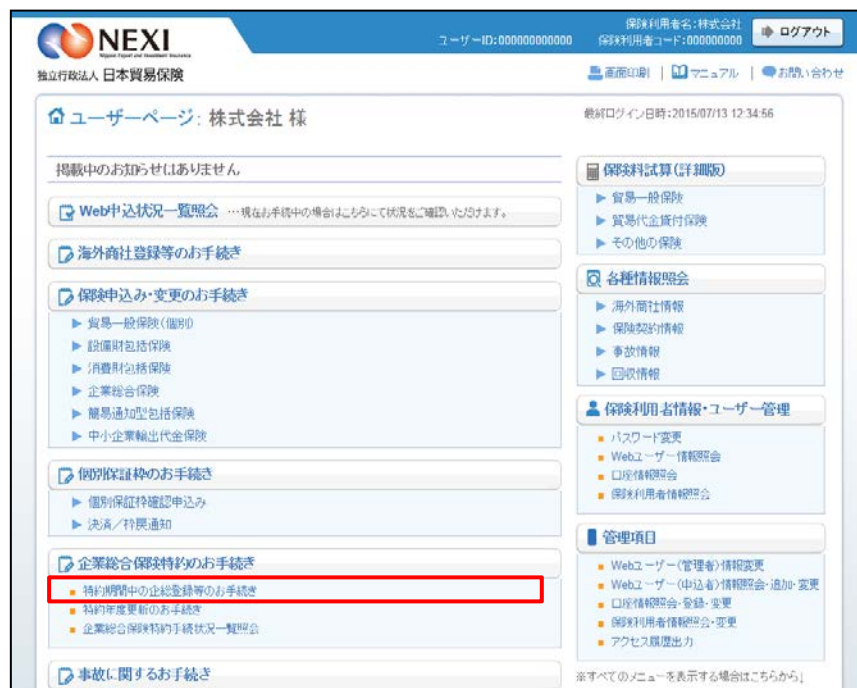 NEXI
Nippon Export and Investment Insurance
独立行政法人 日本貿易保険
ユーザーID:000000000000
保険利用者名:株式会社
保険利用者コード:000000000
ログアウト
画面印刷 | マニュアル | お問い合わせ
ユーザーページ: 株式会社 様
最終ログイン日時:2015/07/13 12:34:56
掲載中のお知らせはありません
Web申込状況一覧照会 …現在お手続中の場合はこちらにて状況をご確認いただけます。
海外商社登録等のお手続き
保険申込み・変更のお手続き
貿易一般保険(個別)
設備財包括保険
消費財包括保険
企業総合保険
簡易通知型包括保険
中小企業輸出代金保険
個別保証枠のお手続き
個別保証枠確認申込み
決済/枠戻通知
企業総合保険特約のお手続き
特約期間中の企総登録等のお手続き
特約年度更新のお手続き
企業総合保険特約手続状況一覧照会
事故に関するお手続き
保険料試算(詳細版)
貿易一般保険
貿易代金貸付保険
その他の保険
各種情報照会
海外商社情報
保険契約情報
事故情報
回収情報
保険利用者情報・ユーザー管理
パスワード変更
Webユーザー情報照会
口座情報照会
保険利用者情報照会
管理項目
Webユーザー(管理者)情報変更
Webユーザー(申込者)情報照会・追加・変更
口座情報照会・登録・変更
保険利用者情報照会・変更
アクセス履歴出力
※すべてのメニューを表示する場合はこちらから↓